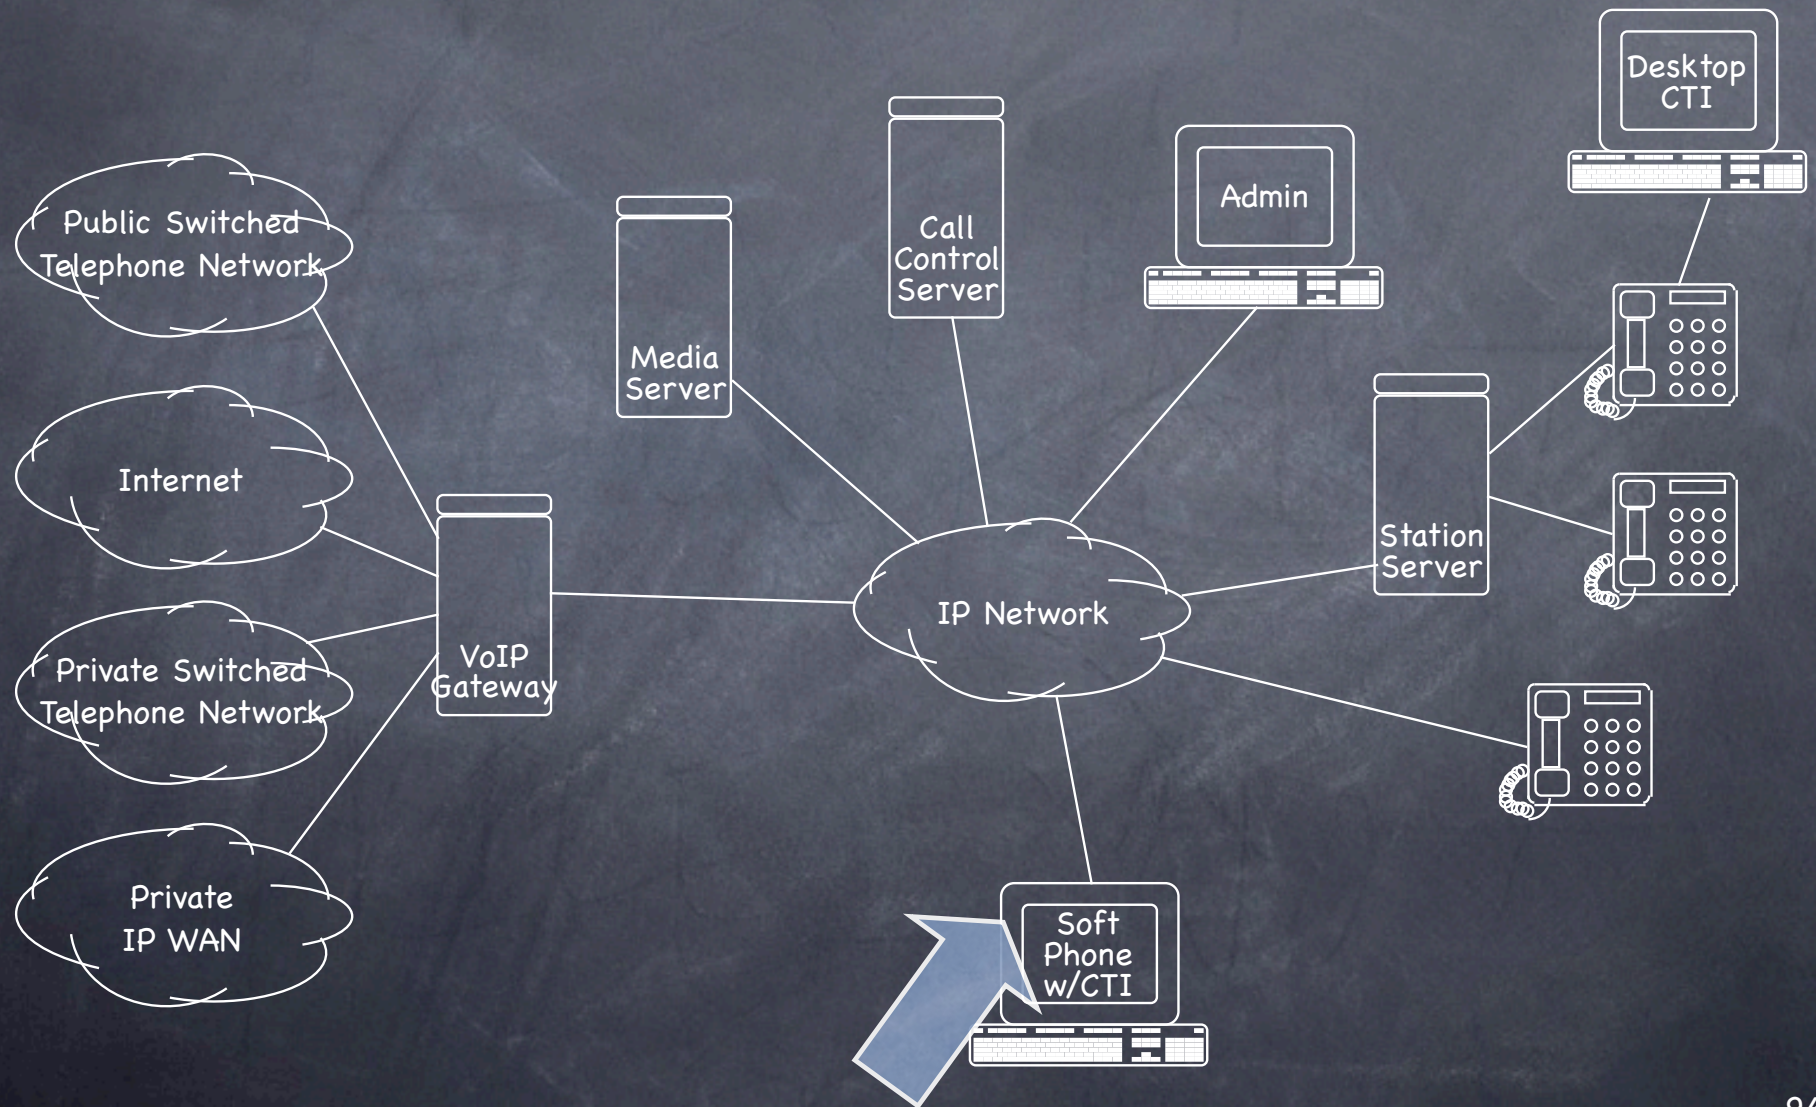 Desktop
CTI
Public Switched
Telephone Network
Call
Control
Server
Admin
Media
Server
Internet
Station
Server
IP Network
VoIP
Gateway
Private Switched
Telephone Network
Private
IP WAN
Soft
Phone
w/CTI